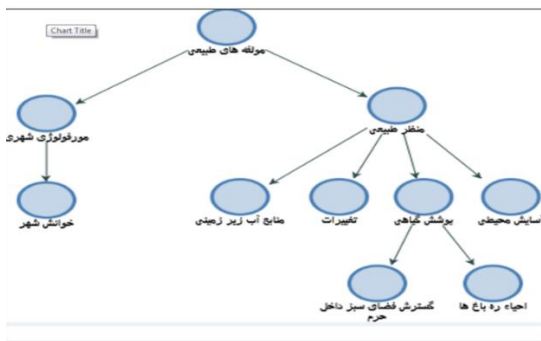 Chart Title
مولفه های طبیعی
مورفولوژی شهری
منظر طبیعی
خوانش شهر
منابع آب زیر زمینی
تغییرات
پوشش گیاهی
آسایش محیطی
گسترش فضای سبز داخل
حرم
احیاء ره باغ ها